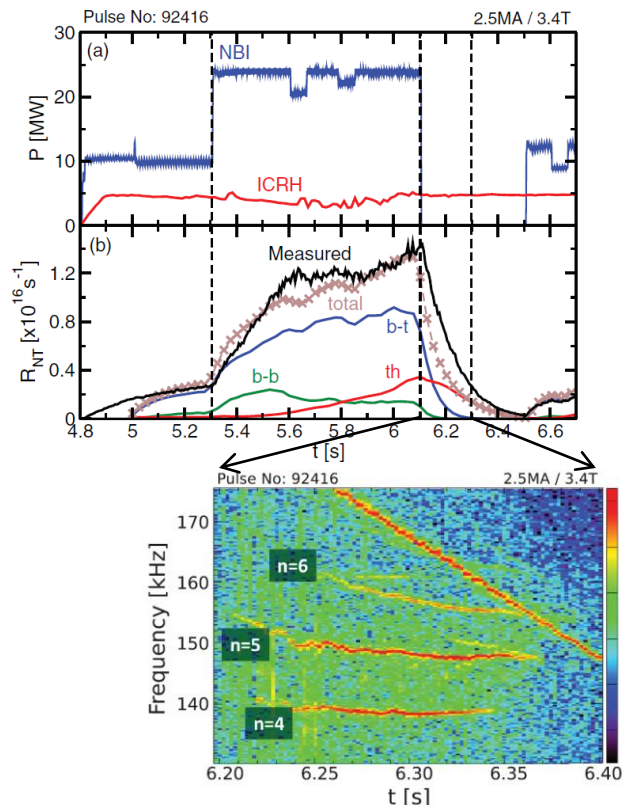 Pulse No: 92416 2.5MA / 3.4T
(a) NBI
30
20
10
0
P [MW]
ICRH
(b)
Measured
total
b-t
b-b
th
1.2
0.8
0.4
0
R_NT [x10^16 s^-1]
4.8 5 5.2 5.4 5.6 5.8 6 6.2 6.4 6.6
t [s]
Pulse No: 92416 2.5MA / 3.4T
170
160
150
140
Frequency [kHz]
n=6
n=5
n=4
6.20 6.25 6.30 6.35 6.40
t [s]